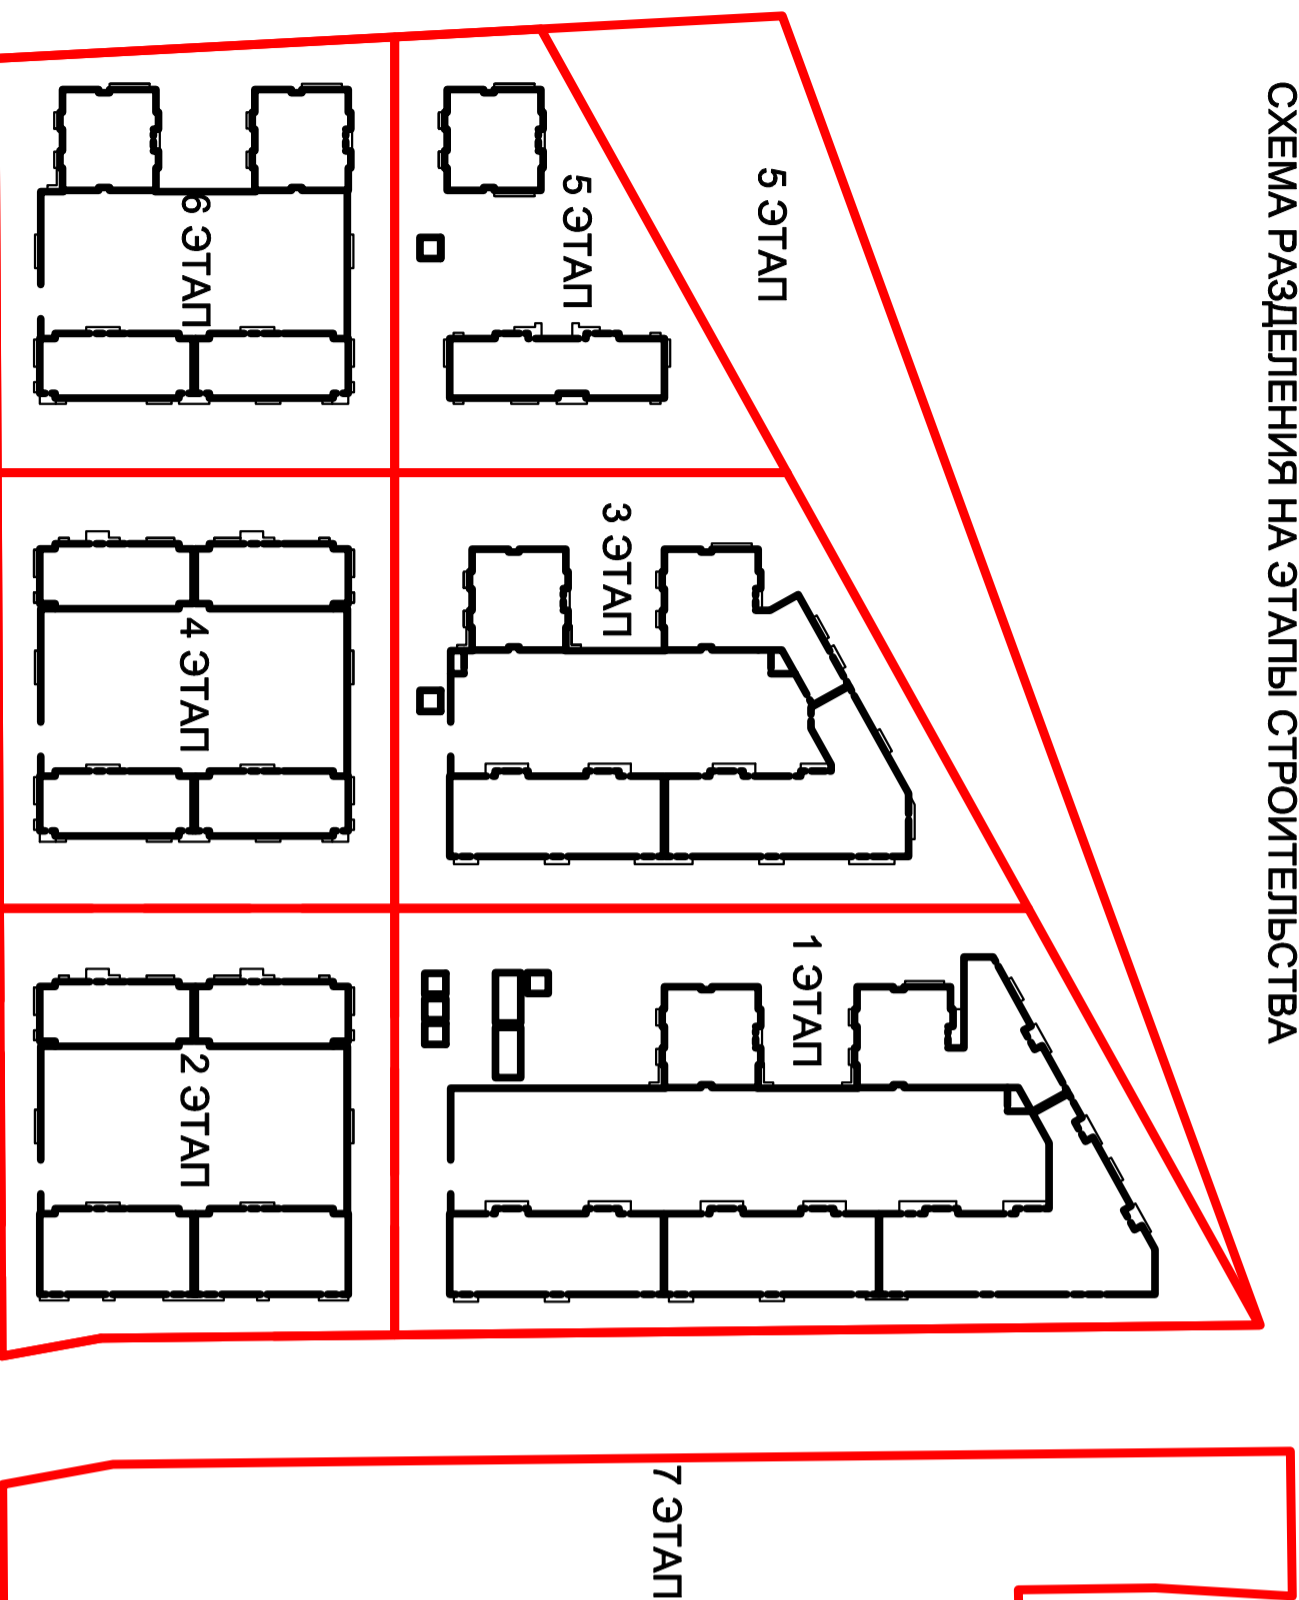 СХЕМА РАЗДЕЛЕНИЯ НА ЭТАПЫ СТРОИТЕЛЬСТВА
5 ЭТАП
5 ЭТАП
3 ЭТАП
1 ЭТАП
7 ЭТАП
6 ЭТАП
4 ЭТАП
2 ЭТАП